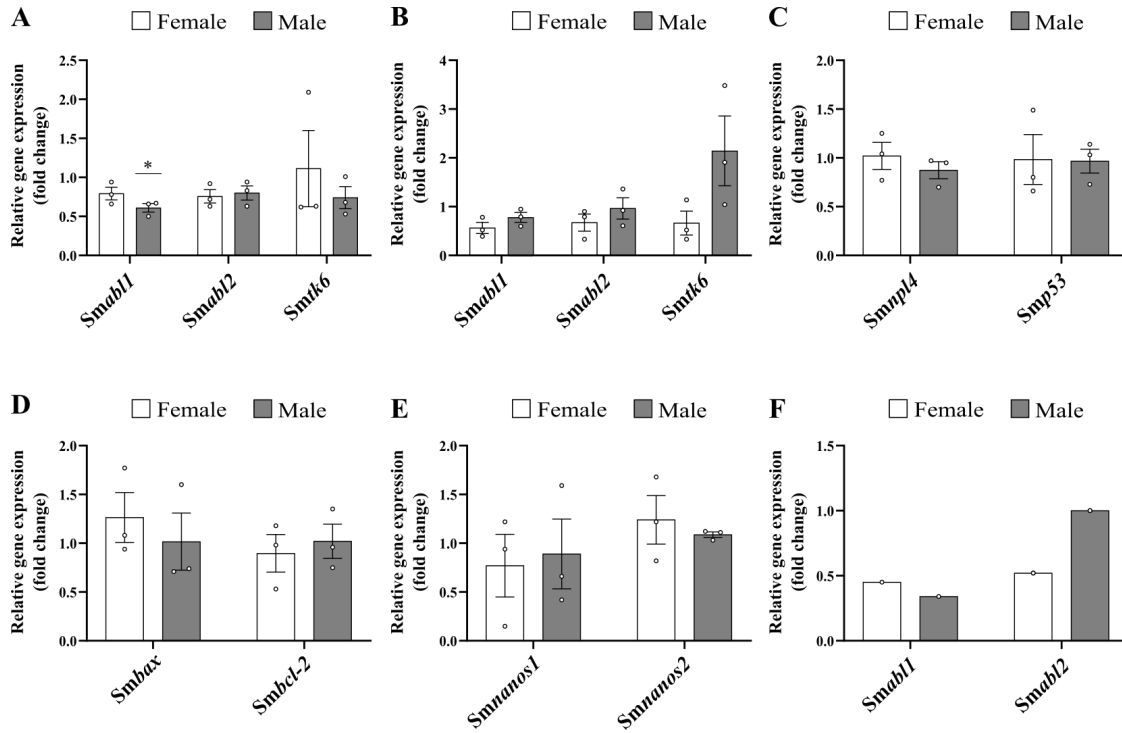 A
Female Male
Relative gene expression
(fold change)
2.5
2.0
1.5
1.0
0.5
0.0
*
Smabl1
Smabl2
Smtk6
B
Female Male
Relative gene expression
(fold change)
4
3
2
1
0
Smabl1
Smabl2
Smtk6
C
Female Male
Relative gene expression
(fold change)
2.0
1.5
1.0
0.5
0.0
Smnpl4
Smp53
D
Female Male
Relative gene expression
(fold change)
2.0
1.5
1.0
0.5
0.0
Smbax
Smbcl-2
E
Female Male
Relative gene expression
(fold change)
2.0
1.5
1.0
0.5
0.0
Smnanos1
Smnanos2
F
Female Male
Relative gene expression
(fold change)
1.5
1.0
0.5
0.0
Smabl1
Smabl2